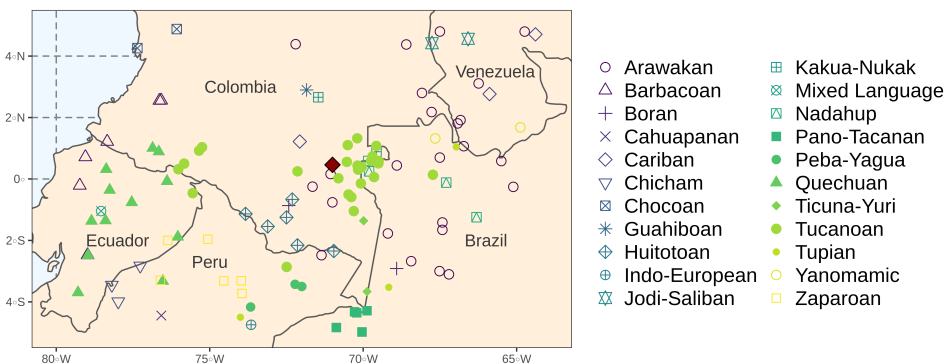 Colombia
Venezuela
Ecuador
Peru
Brazil
4°N
2°N
0°
2°S
4°S
80°W
75°W
70°W
65°W
Arawakan
Barbacoan
Boran
Cahuapanan
Cariban
Chicham
Chocoan
Guahiboan
Huitotoan
Indo-European
Jodi-Saliban
Kakua-Nukak
Mixed Language
Nadahup
Pano-Tacanan
Peba-Yagua
Quechuan
Ticuna-Yuri
Tucanoan
Tupian
Yanomamic
Zaparoan